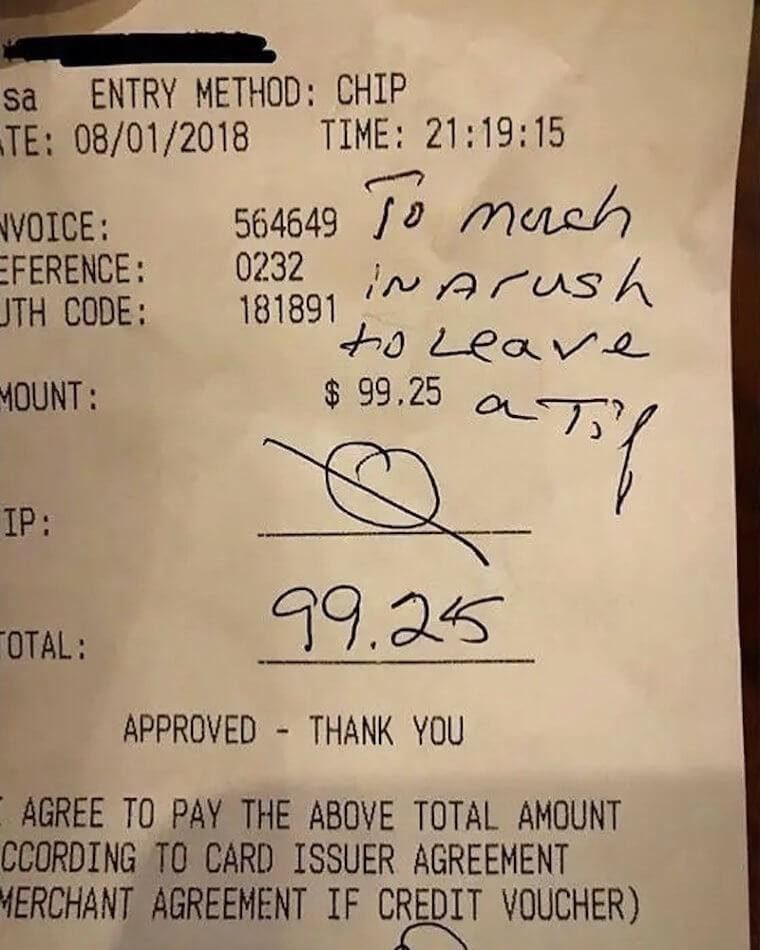 sa ENTRY METHOD: CHIP
ATE: 08/01/2018 TIME: 21:19:15
NVOICE: 564649 To much
EFERENCE: 0232 in A rush
UTH CODE: 181891
to Leave
MOUNT: $ 99.25 a Tip
IP: 0
TOTAL: 99.25
APPROVED - THANK YOU
I AGREE TO PAY THE ABOVE TOTAL AMOUNT
CCORDING TO CARD ISSUER AGREEMENT
MERCHANT AGREEMENT IF CREDIT VOUCHER)